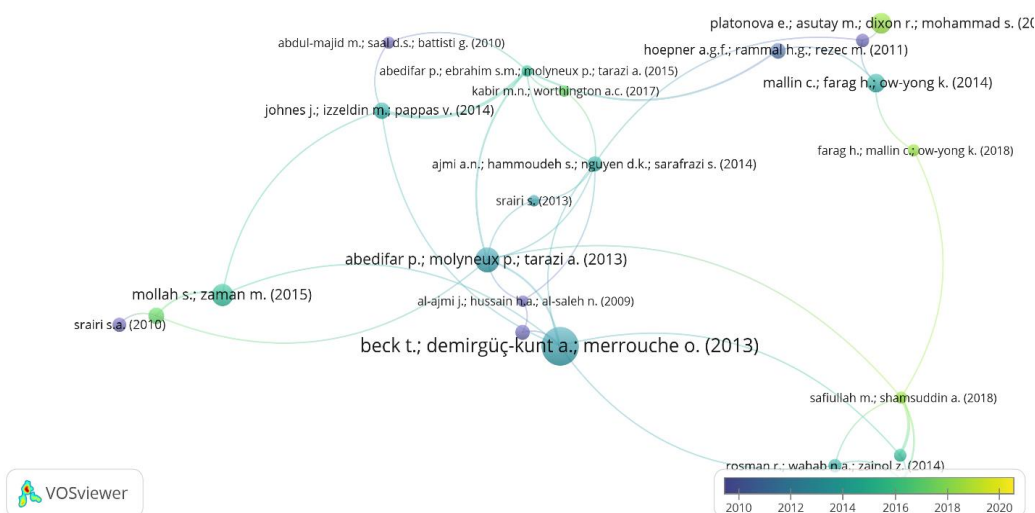 platonova e.; asutay m.; dixon r.; mohammad s. (20
abdul-majid m.; saal d.s.; battisti g. (2010)
hoepner a.g.f.; rammal h.g.; rezec m. (2011)
abedifar p.; ebrahim s.m.; molyneux p.; tarazi a. (2015)
mallin c.; farag h.; ow-yong k. (2014)
kabir m.n.; worthington a.c. (2017)
johnes j.; izzeldin m.; pappas v. (2014)
farag h.; mallin c.; ow-yong k. (2018)
ajmi a.n.; hammoudeh s.; nguyen d.k.; sarafrazi s. (2014)
srairi s. (2013)
abedifar p.; molyneux p.; tarazi a. (2013)
mollah s.; zaman m. (2015)
al-ajmi j.; hussain h.a.; al-saleh n. (2009)
srairi s.a. (2010)
beck t.; demirgüç-kunt a.; merrouche o. (2013)
safiullah m.; shamsuddin a. (2018)
rosman r.; wahab n.a.; zainol z. (2014)
VOSviewer
2010 2012 2014 2016 2018 2020